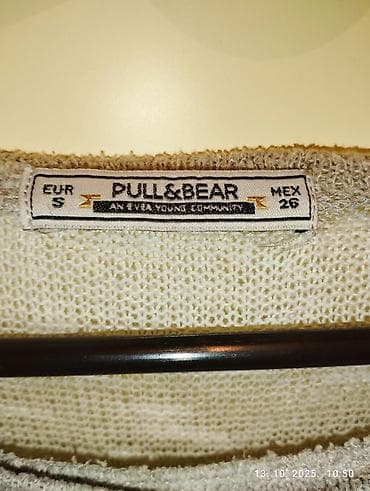 EUR
S
PULL&BEAR
AN EVER YOUNG COMMUNITY
MEX
26
13.10.2025. 10:50